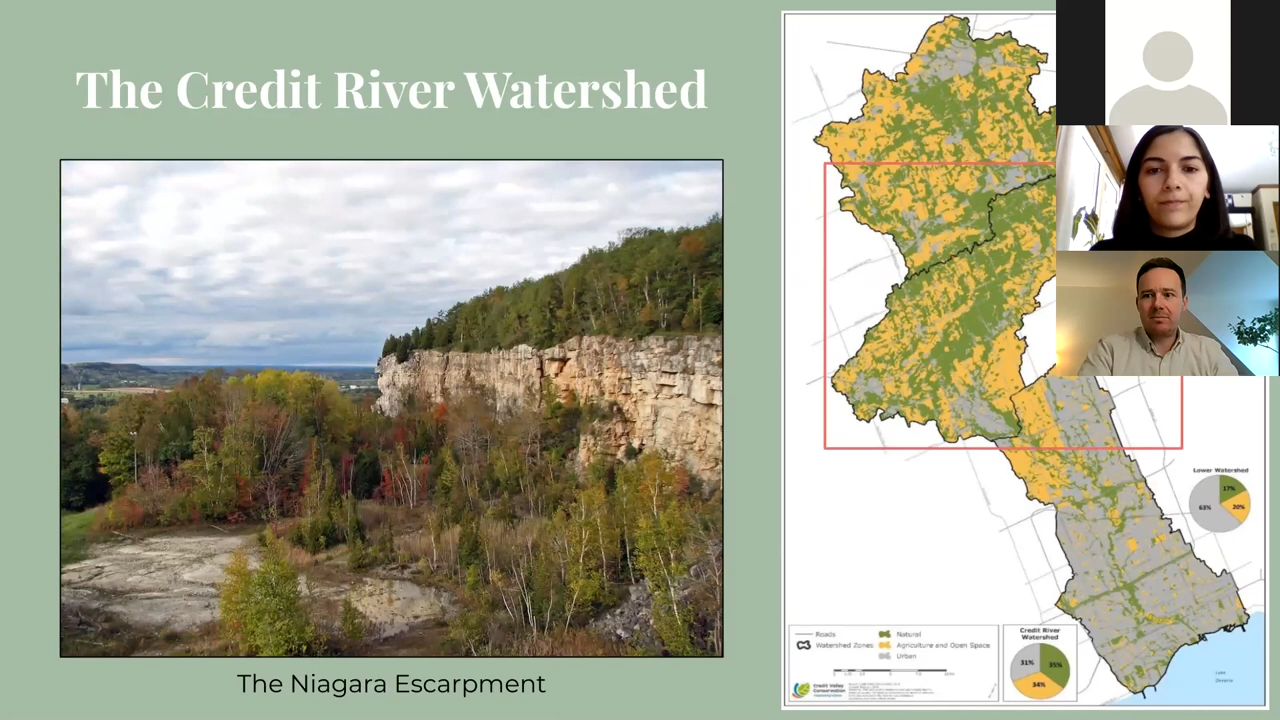 The Credit River Watershed
The Niagara Escarpment
Lower Watershed
17%
20%
63%
Roads
Watershed Zones
Natural
Agriculture and Open Space
Urban
Credit River
Watershed
31%
35%
34%
Credit Valley
Conservation
Lake